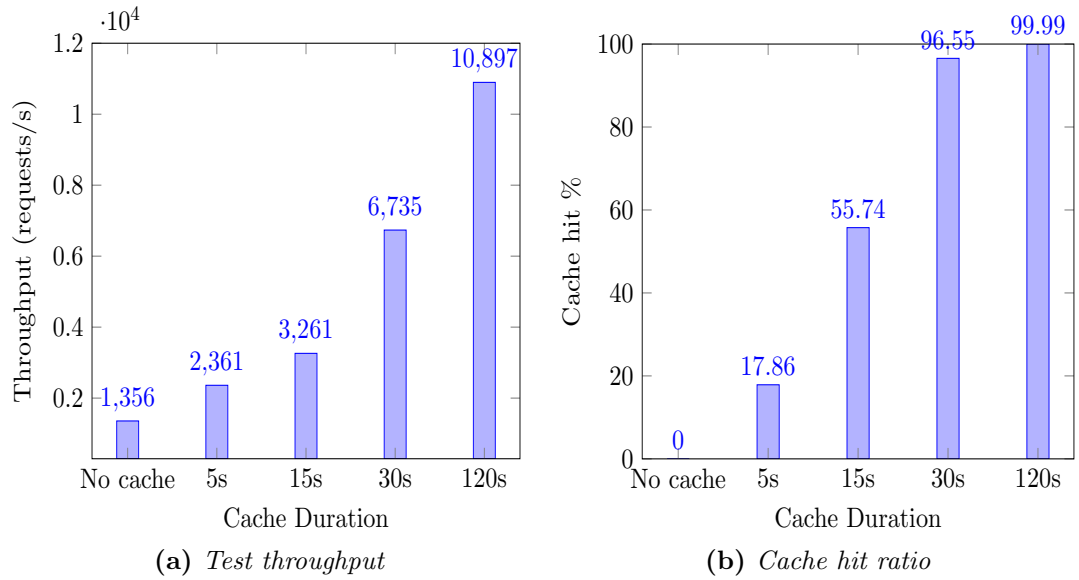 ·10⁴
1.2
1
0.8
0.6
0.4
0.2
Throughput (requests/s)
1,356
2,361
3,261
6,735
10,897
No cache 5s 15s 30s 120s
Cache Duration
(a) Test throughput
100
80
60
40
20
0
Cache hit %
0
17.86
55.74
96.55
99.99
No cache 5s 15s 30s 120s
Cache Duration
(b) Cache hit ratio